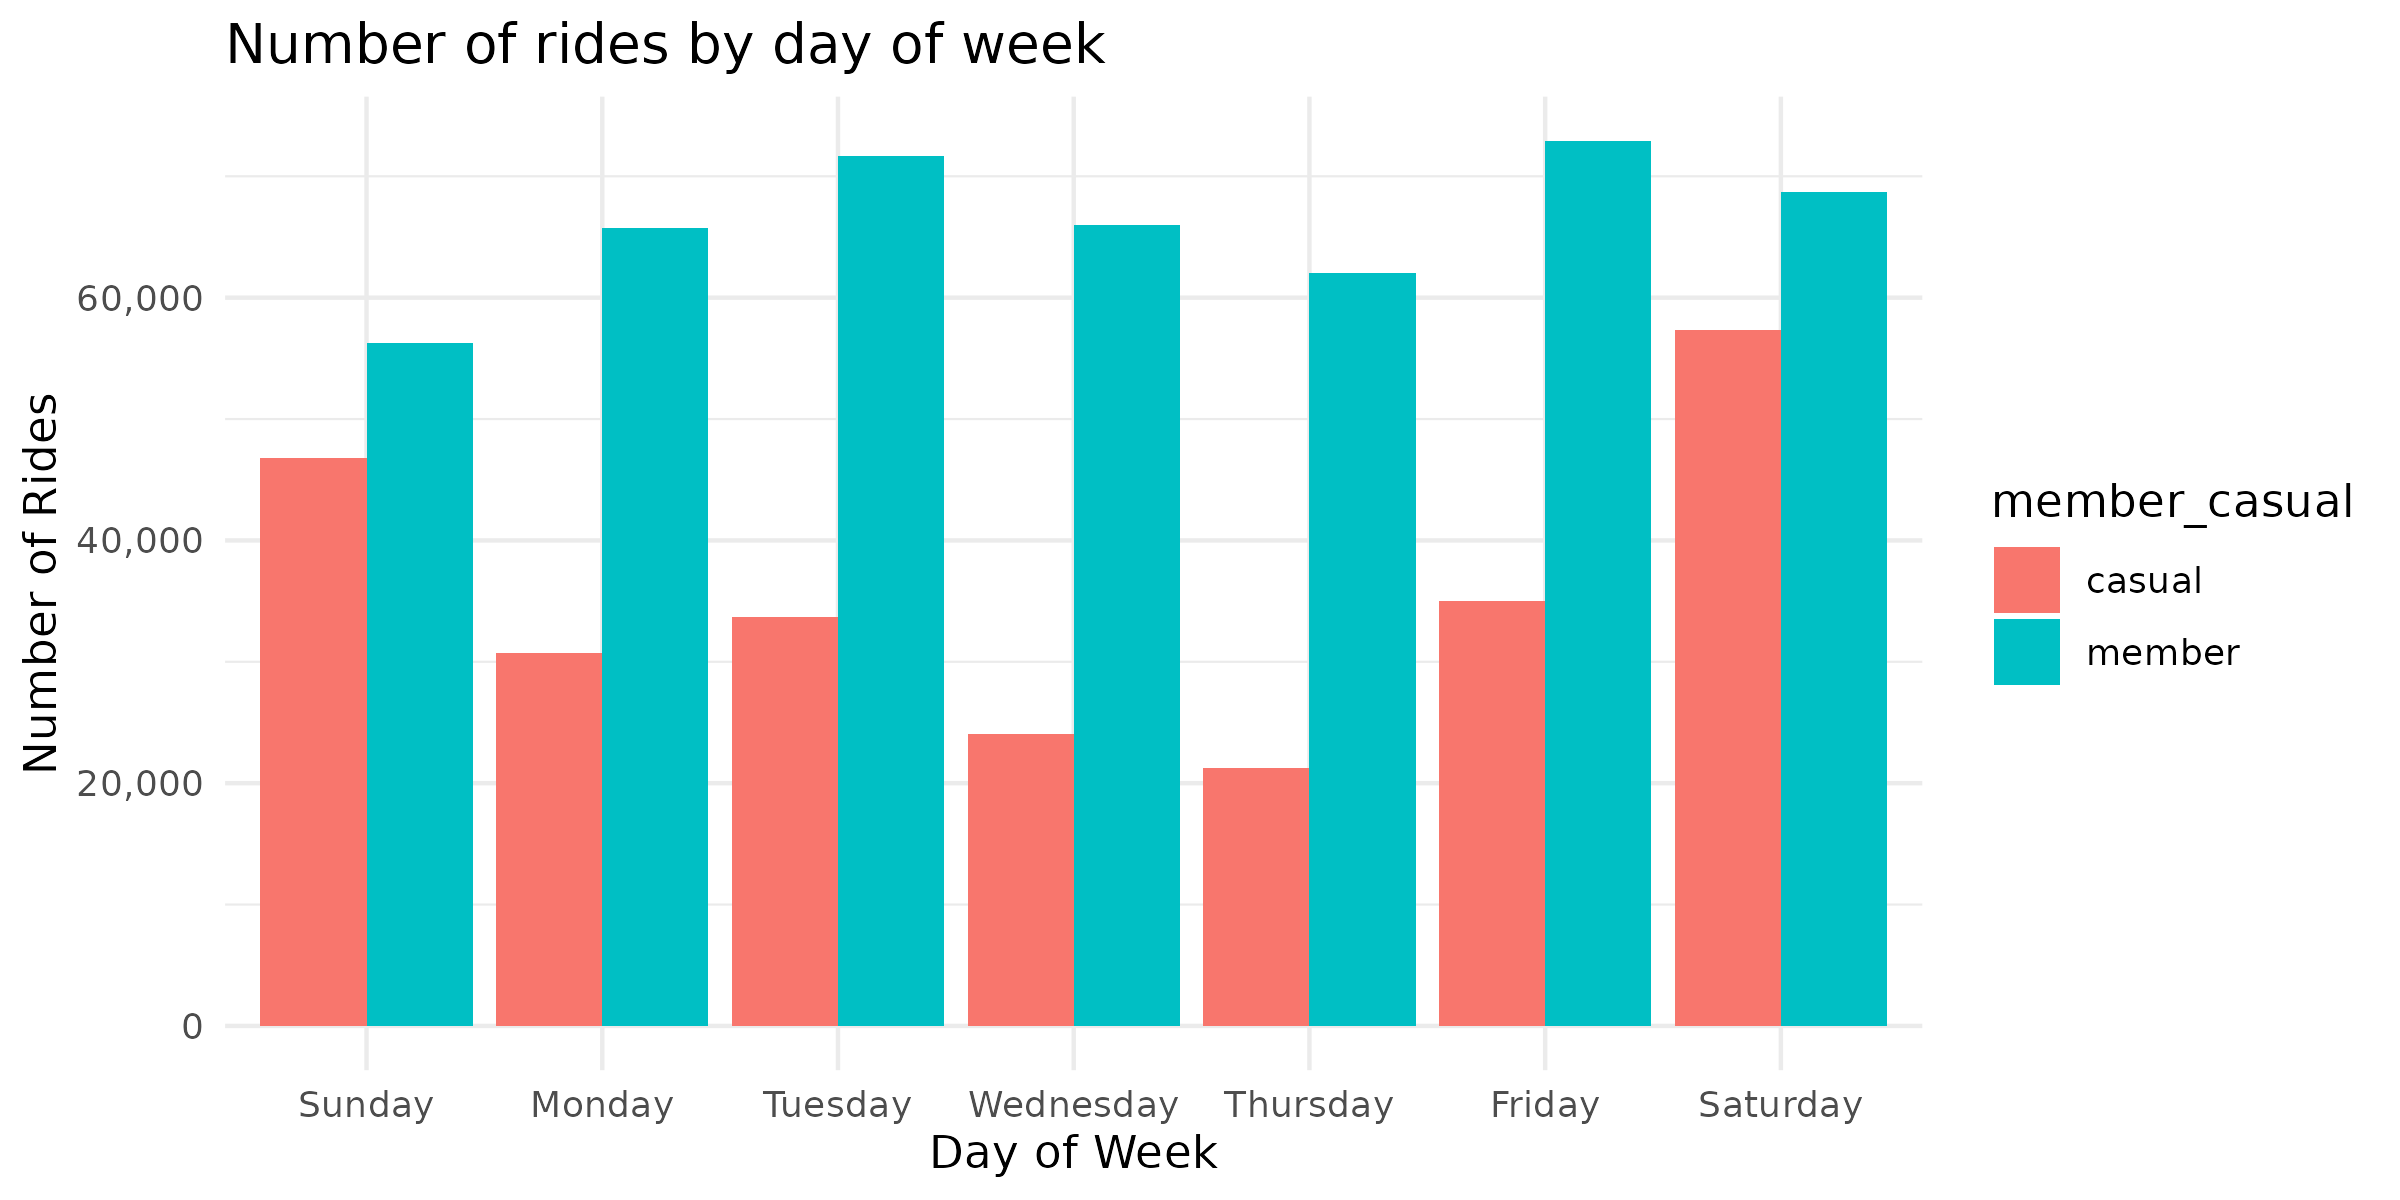 Number of rides by day of week
Number of Rides
60,000
40,000
20,000
0
Sunday Monday Tuesday Wednesday Thursday Friday Saturday
Day of Week
member_casual
casual
member